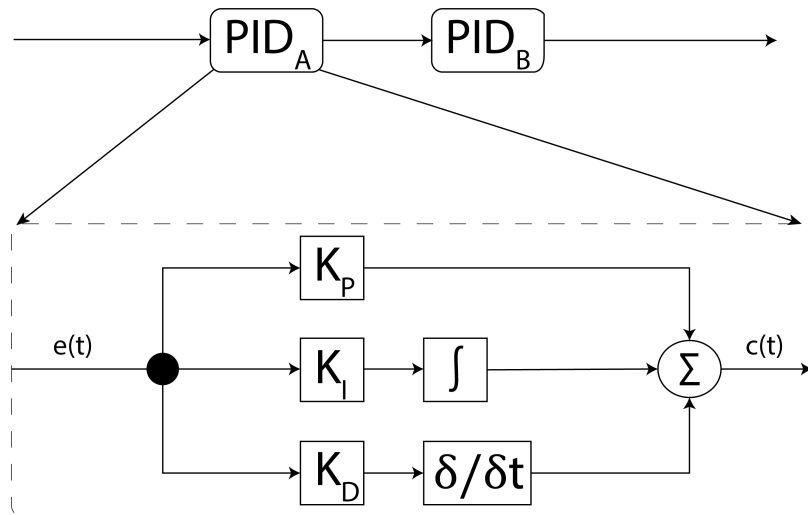 PID_A
PID_B
K_P
e(t)
K_I
∫
Σ
c(t)
K_D
δ/δt